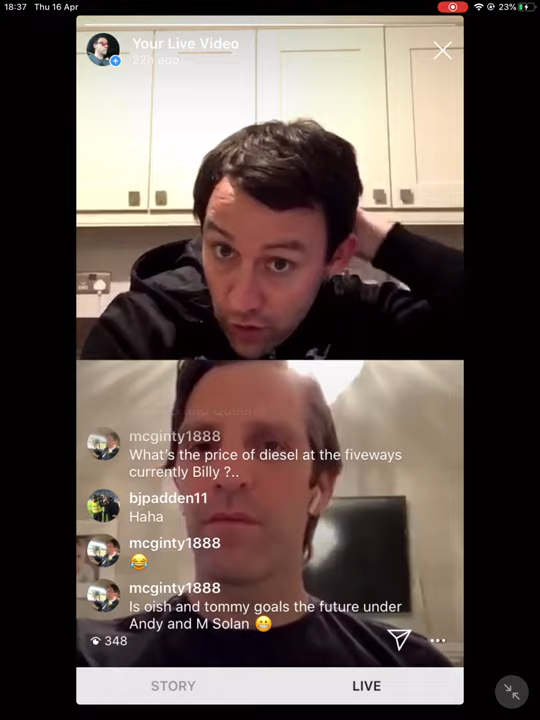 18:37 Thu 16 Apr
23%
Your Live Video
22h ago
mcginty1888
What's the price of diesel at the fiveways
currently Billy ?..
bjpadden11
Haha
mcginty1888
😂
mcginty1888
Is oish and tommy goals the future under
Andy and M Solan 😬
348
STORY
LIVE